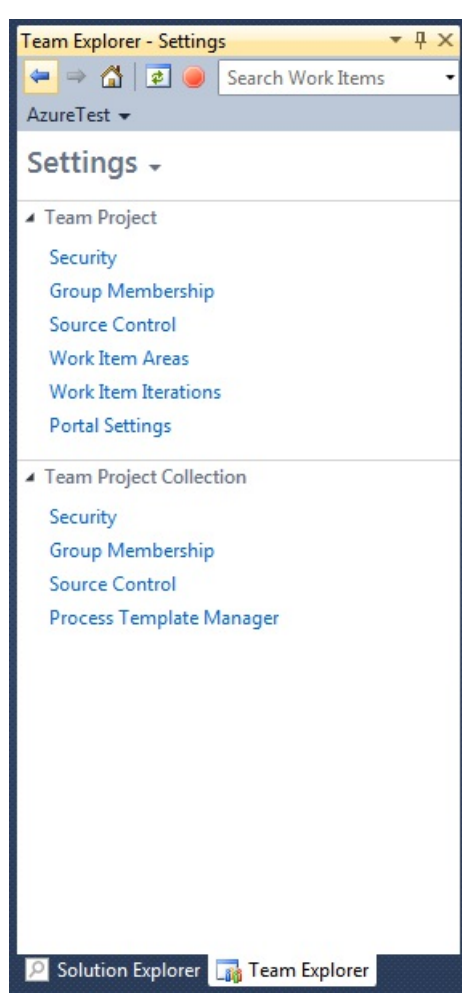 Team Explorer - Settings
Search Work Items
AzureTest
Settings
Team Project
Security
Group Membership
Source Control
Work Item Areas
Work Item Iterations
Portal Settings
Team Project Collection
Security
Group Membership
Source Control
Process Template Manager
Solution Explorer Team Explorer